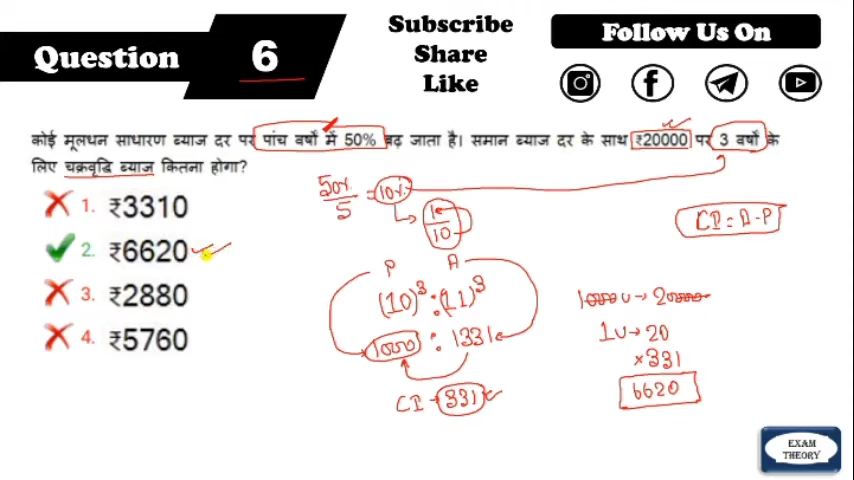 Question 6
Subscribe
Share
Like
Follow Us On
कोई मूलधन साधारण ब्याज दर पर पांच वर्षों में 50% बढ़ जाता है। समान ब्याज दर के साथ ₹20000 पर 3 वर्षों के
लिए चक्रवृद्धि ब्याज कितना होगा?
1. ₹3310
2. ₹6620
3. ₹2880
4. ₹5760
50%/5 = 10%
1/10
CI = A-P
P A
(10)³ : (11)³
1000 : 1331
CI → 331
1000 u → 20000
1u → 20
×331
6620
EXAM
THEORY